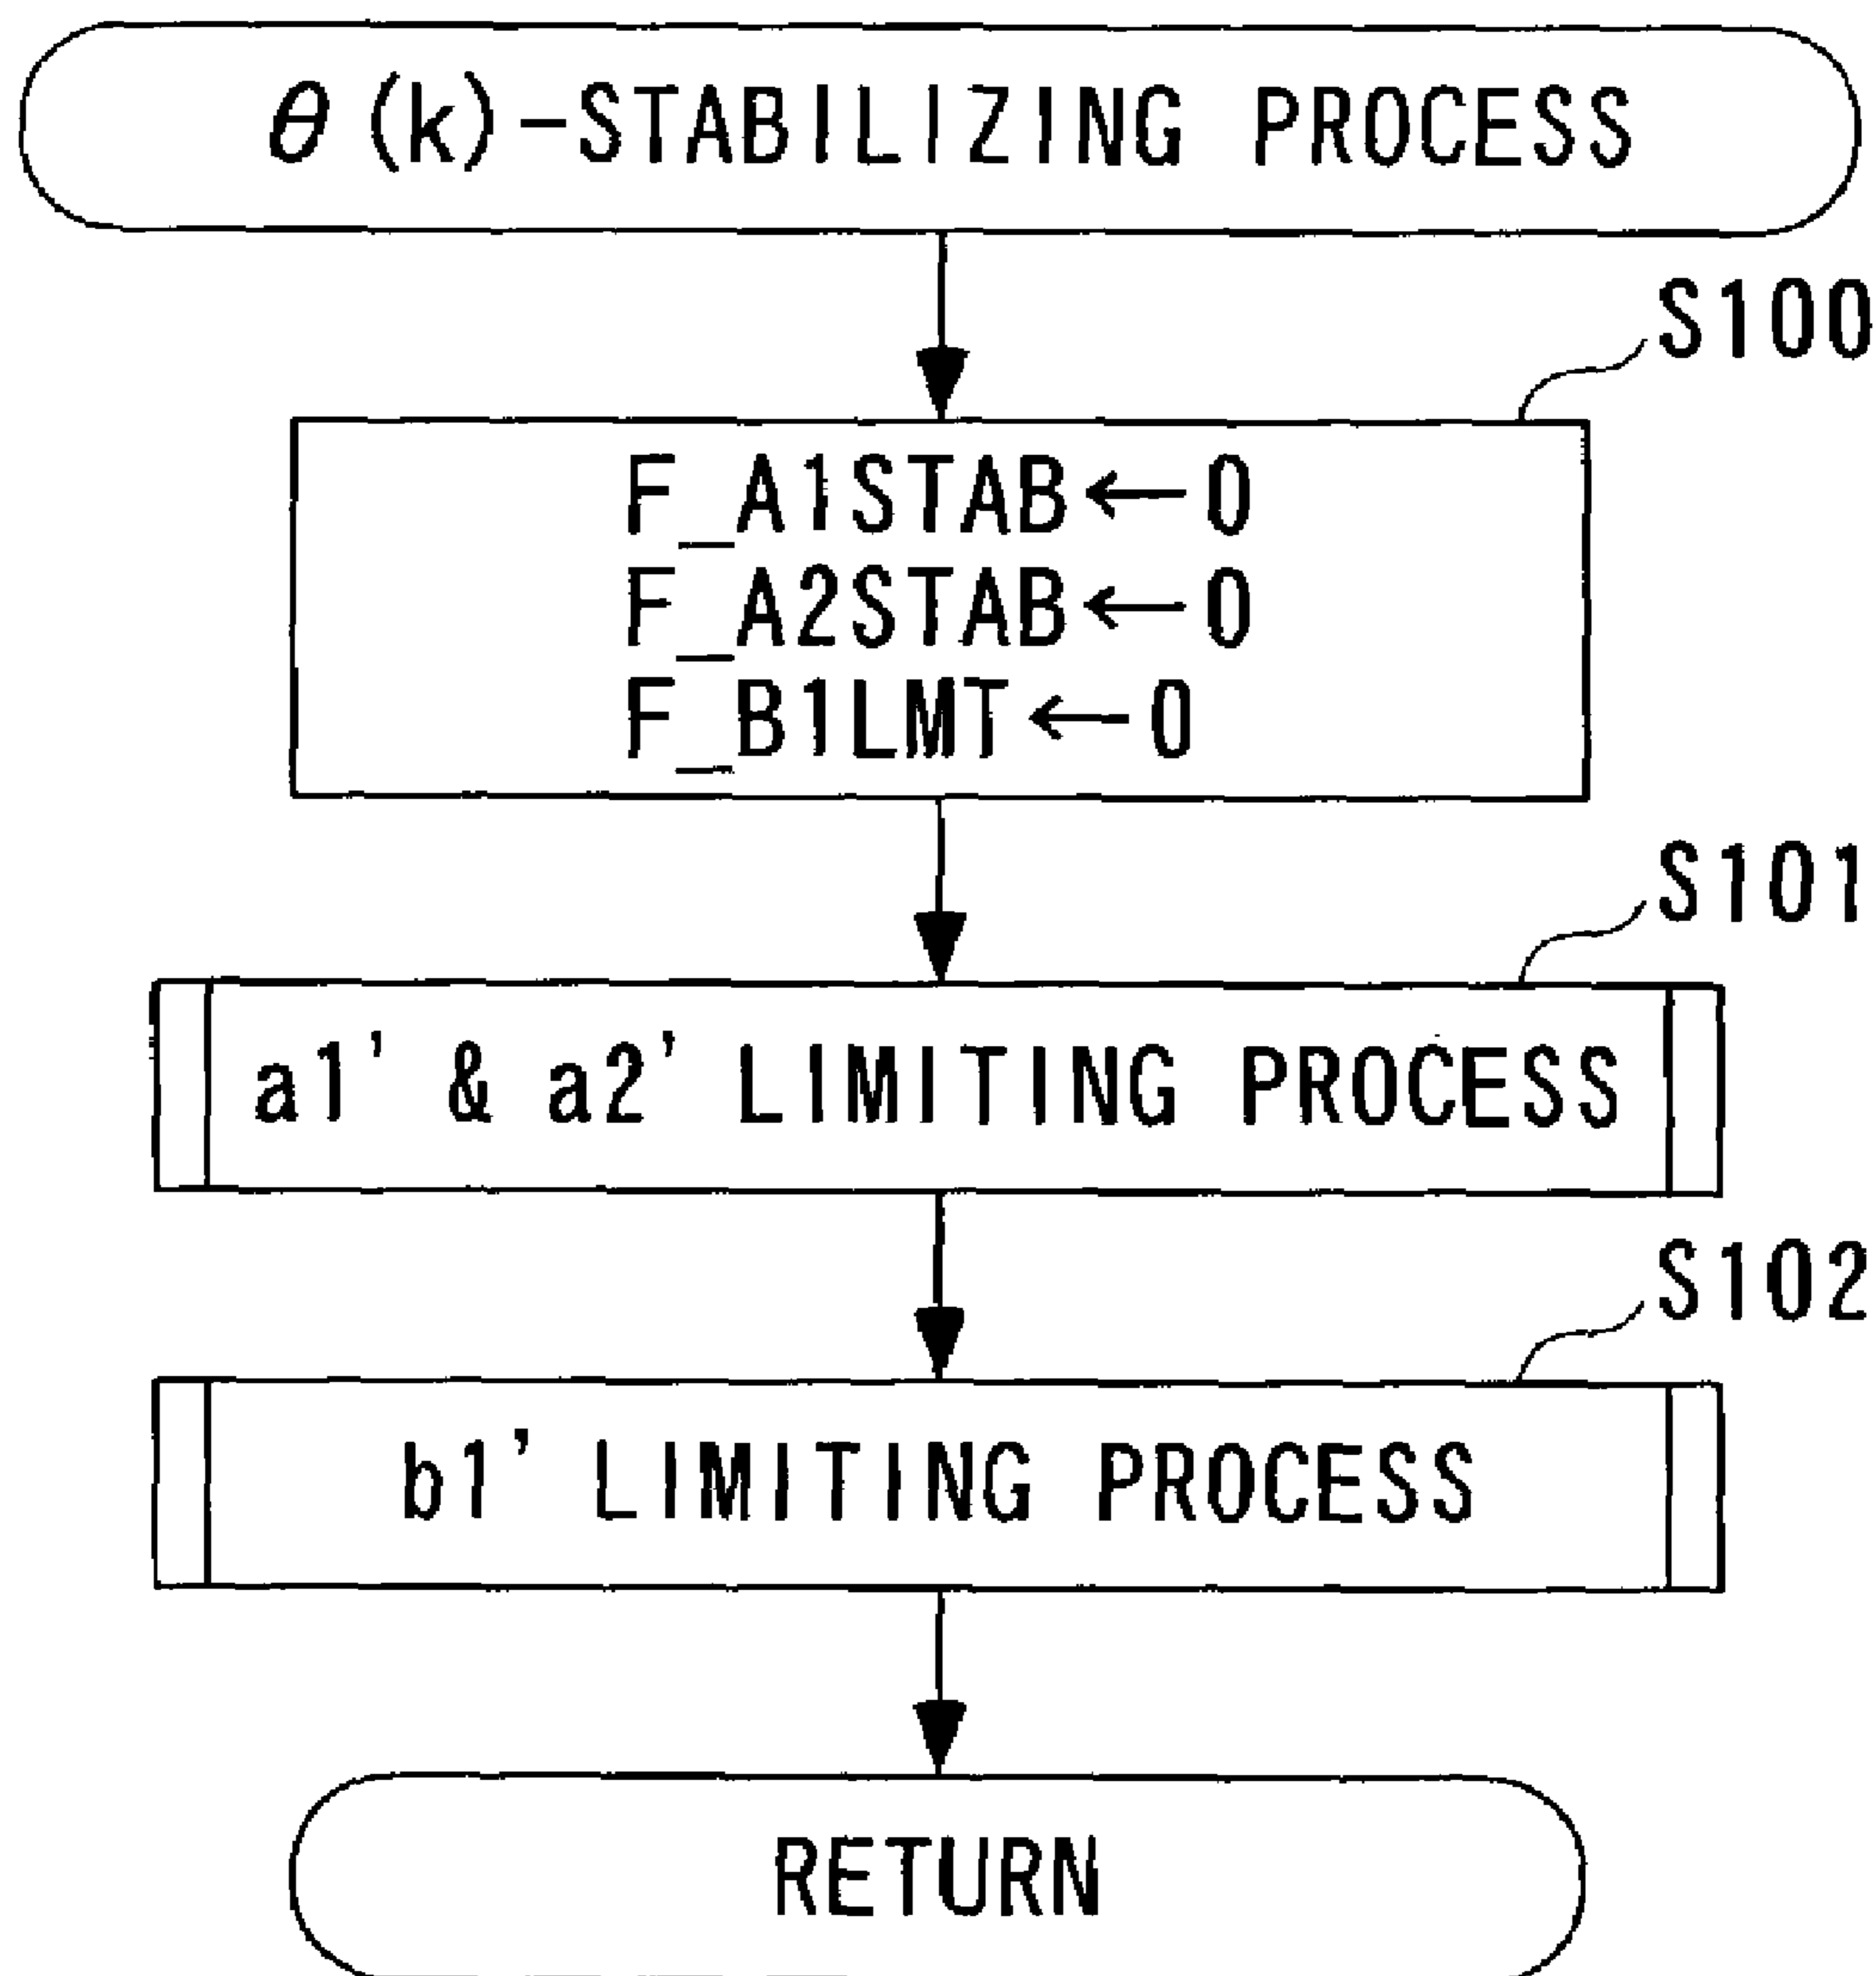 θ(k)-STABILIZING PROCESS
S100
F_A1STAB←0
F_A2STAB←0
F_B1LMT←0
S101
a1' & a2' LIMITING PROCESS
S102
b1' LIMITING PROCESS
RETURN